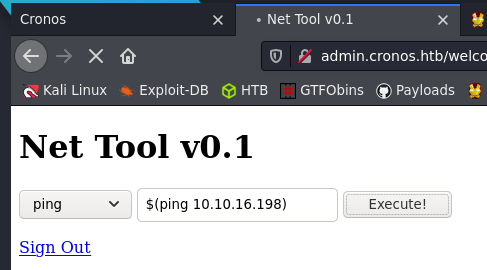 Cronos
Net Tool v0.1
admin.cronos.htb/welco
Kali Linux Exploit-DB HTB GTFObins Payloads
Net Tool v0.1
ping $(ping 10.10.16.198) Execute!
Sign Out